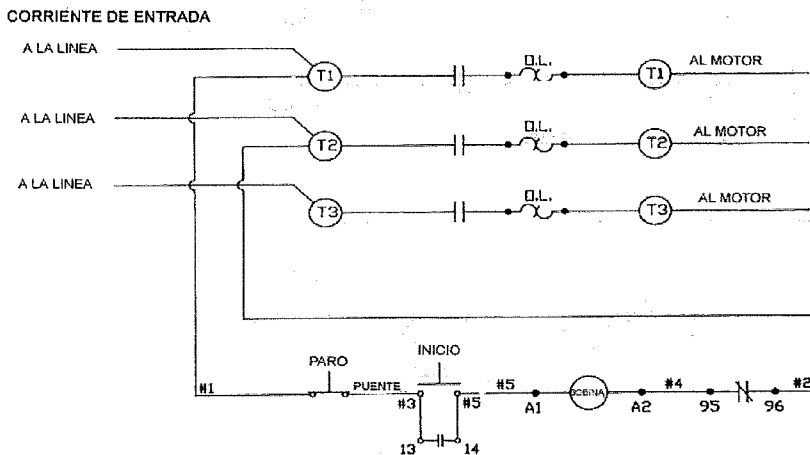 CORRIENTE DE ENTRADA
A LA LINEA
T1
O.L.
T1
AL MOTOR
A LA LINEA
T2
O.L.
T2
AL MOTOR
A LA LINEA
T3
O.L.
T3
AL MOTOR
PARO
INICIO
#1
PUENTE
#3
#5
#5
A1
BOBINA
A2
#4
95
96
#2
13
14